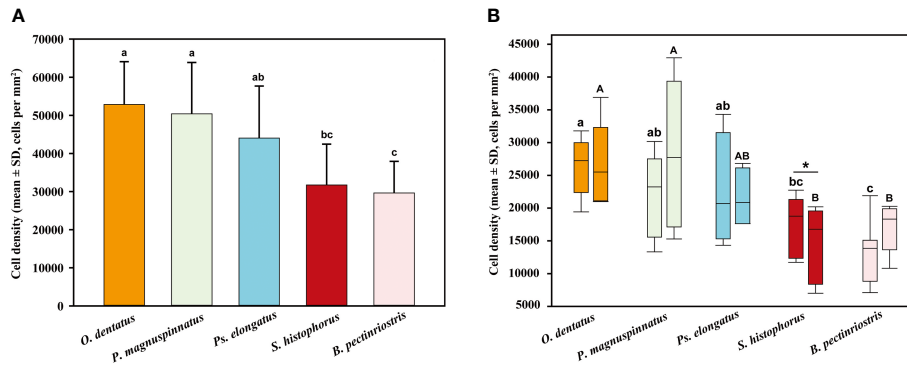 A
Cell density (mean ± SD, cells per mm²)
70000
60000
50000
40000
30000
20000
10000
0
a
a
ab
bc
c
O. dentatus
P. magnuspinnatus
Ps. elongatus
S. histophorus
B. pectinriostris
B
Cell density (mean ± SD, cells per mm²)
45000
40000
35000
30000
25000
20000
15000
10000
5000
a
A
ab
A
ab
AB
*
bc
B
c
B
O. dentatus
P. magnuspinnatus
Ps. elongatus
S. histophorus
B. pectinriostris